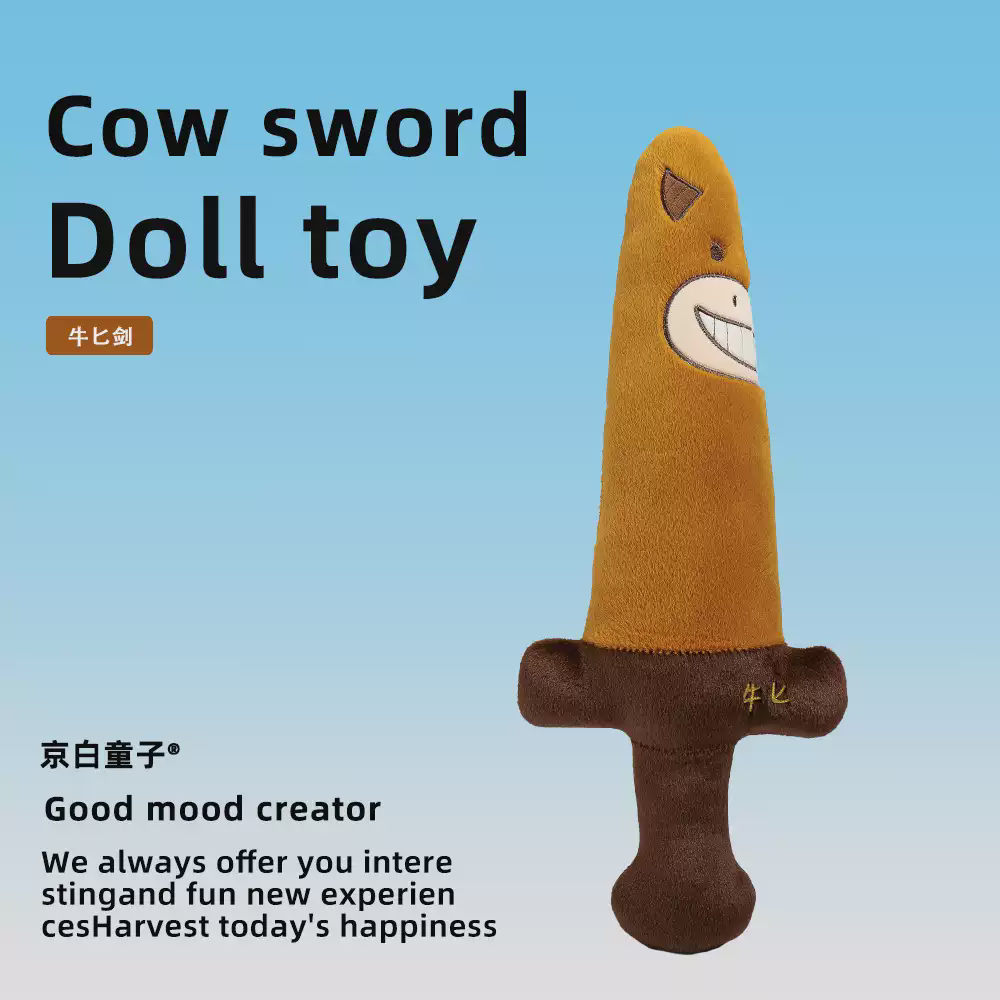 Cow sword
Doll toy
牛匕剑
牛匕
京白童子®
Good mood creator
We always offer you intere
stingand fun new experien
cesHarvest today's happiness